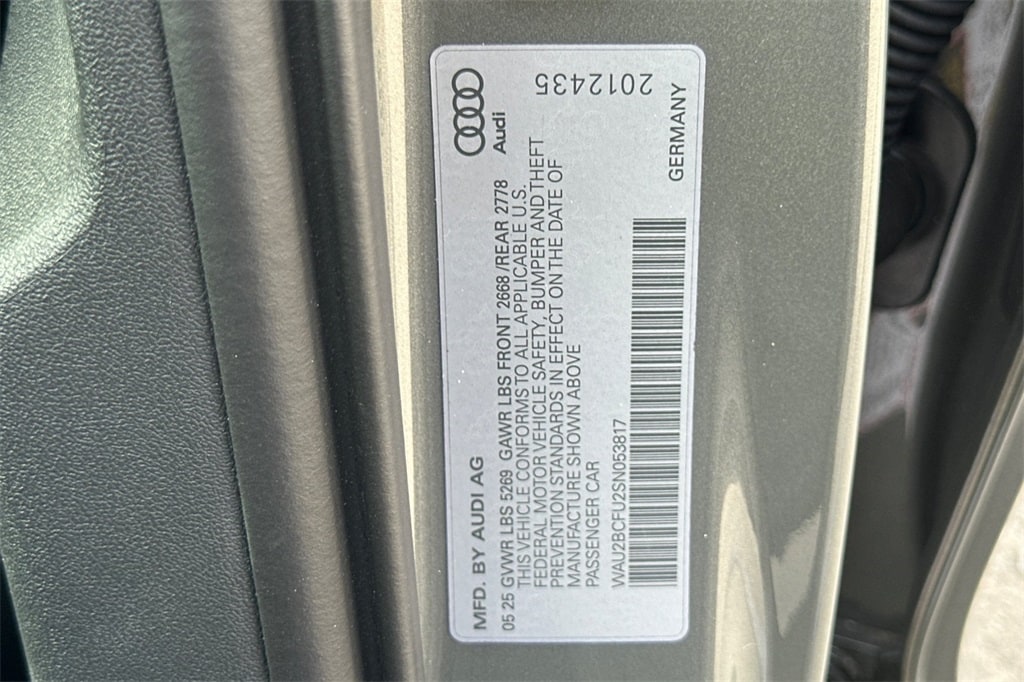 MFD. BY AUDI AG
Audi
05 25 GVWR LBS 5269 GAWR LBS FRONT 2668 /REAR 2778
THIS VEHICLE CONFORMS TO ALL APPLICABLE U.S.
FEDERAL MOTOR VEHICLE SAFETY, BUMPER AND THEFT
PREVENTION STANDARDS IN EFFECT ON THE DATE OF
MANUFACTURE SHOWN ABOVE
PASSENGER CAR
WAU2BCFU2SN053817
GERMANY
2012435